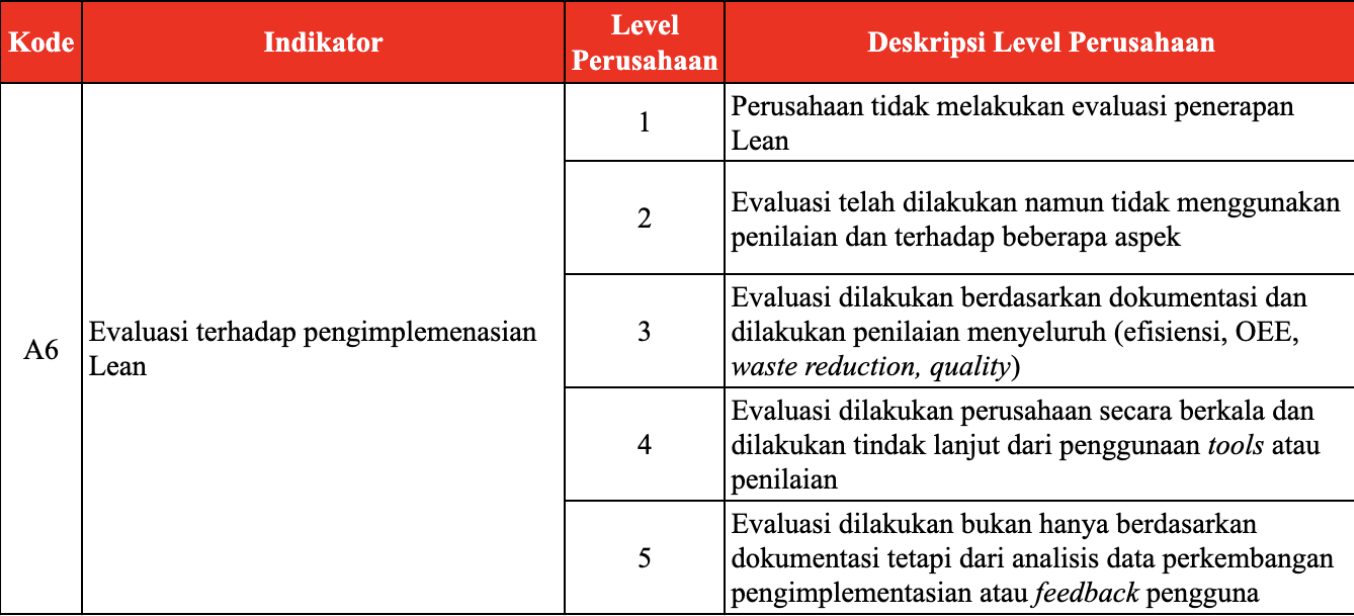 Kode
Indikator
Level
Perusahaan
Deskripsi Level Perusahaan
A6
Evaluasi terhadap pengimplemenasian
Lean
1
Perusahaan tidak melakukan evaluasi penerapan
Lean
2
Evaluasi telah dilakukan namun tidak menggunakan
penilaian dan terhadap beberapa aspek
3
Evaluasi dilakukan berdasarkan dokumentasi dan
dilakukan penilaian menyeluruh (efisiensi, OEE,
waste reduction, quality)
4
Evaluasi dilakukan perusahaan secara berkala dan
dilakukan tindak lanjut dari penggunaan tools atau
penilaian
5
Evaluasi dilakukan bukan hanya berdasarkan
dokumentasi tetapi dari analisis data perkembangan
pengimplementasian atau feedback pengguna